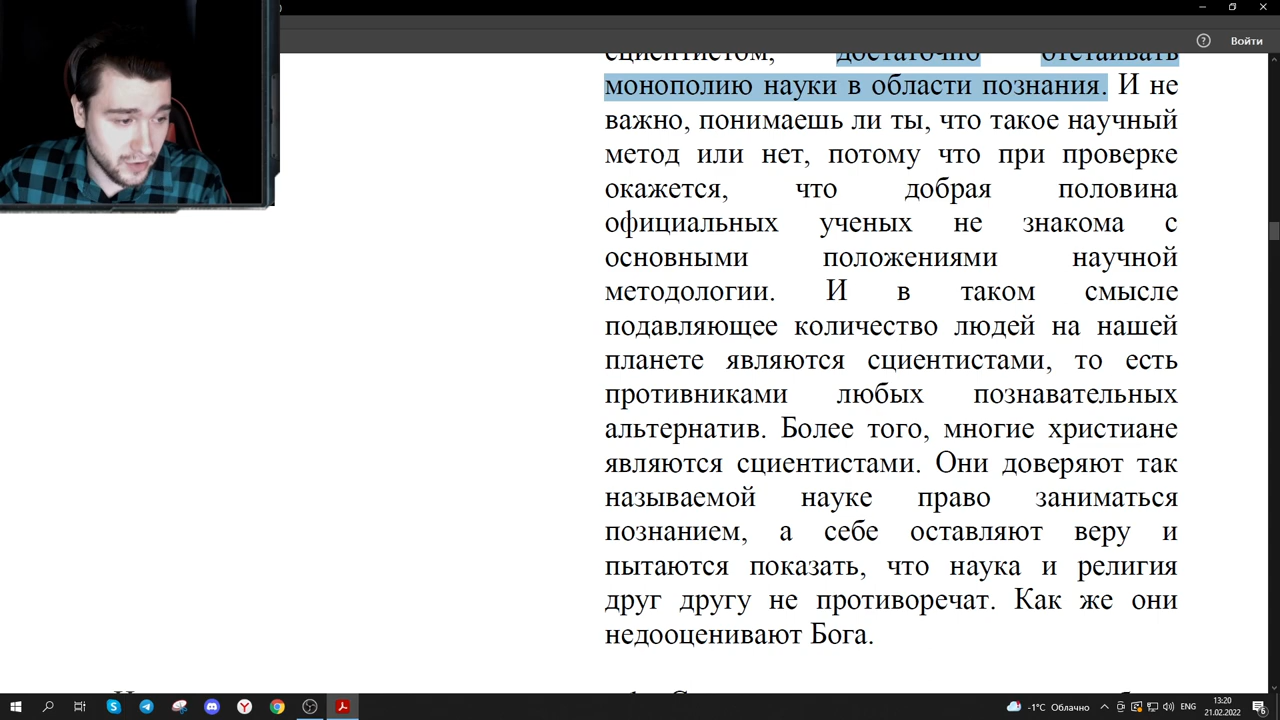 Войти
сциентистом, достаточно отстаивать
монополию науки в области познания. И не
важно, понимаешь ли ты, что такое научный
метод или нет, потому что при проверке
окажется, что добрая половина
официальных ученых не знакома с
основными положениями научной
методологии. И в таком смысле
подавляющее количество людей на нашей
планете являются сциентистами, то есть
противниками любых познавательных
альтернатив. Более того, многие христиане
являются сциентистами. Они доверяют так
называемой науке право заниматься
познанием, а себе оставляют веру и
пытаются показать, что наука и религия
друг другу не противоречат. Как же они
недооценивают Бога.
-1°C Облачно
ENG
13:20
21.02.2022